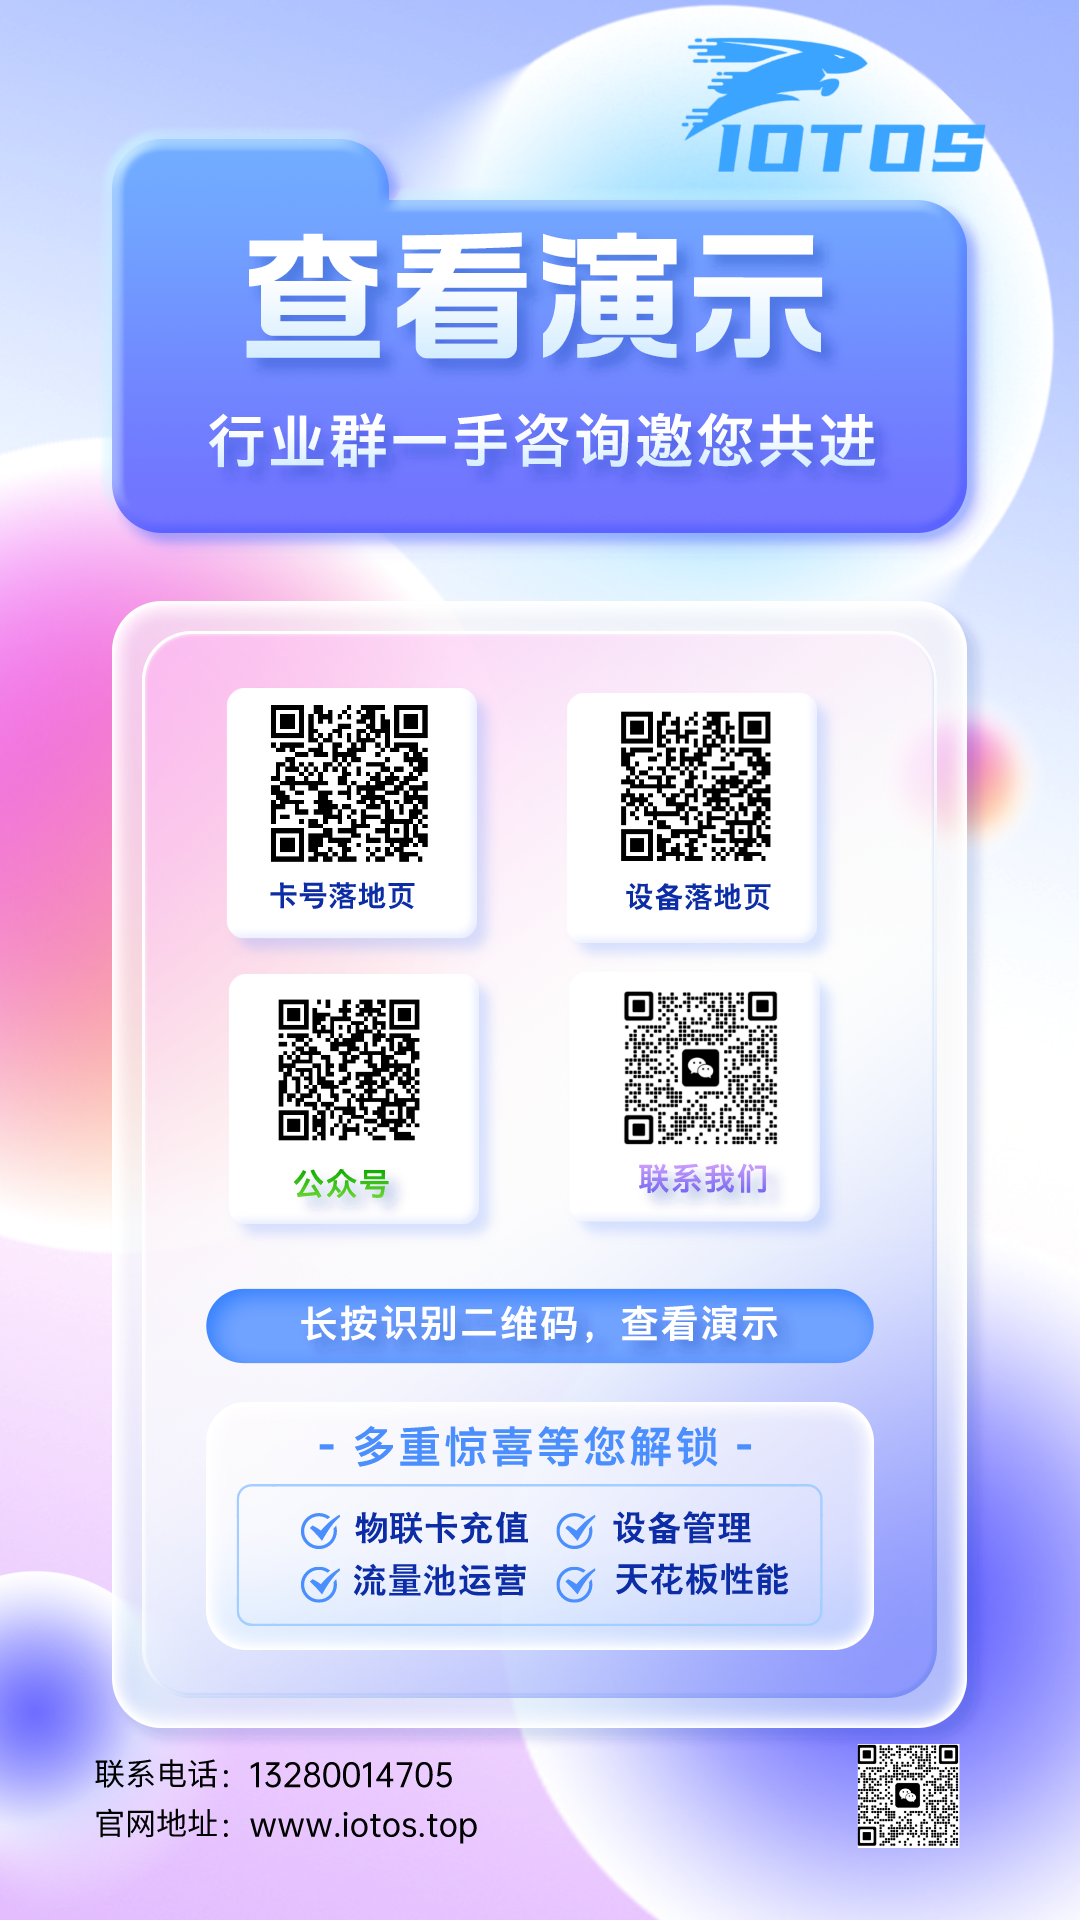 IOTOS
查看演示
行业群一手咨询邀您共进
卡号落地页
设备落地页
公众号
联系我们
长按识别二维码，查看演示
- 多重惊喜等您解锁 -
物联卡充值
设备管理
流量池运营
天花板性能
联系电话：13280014705
官网地址：www.iotos.top